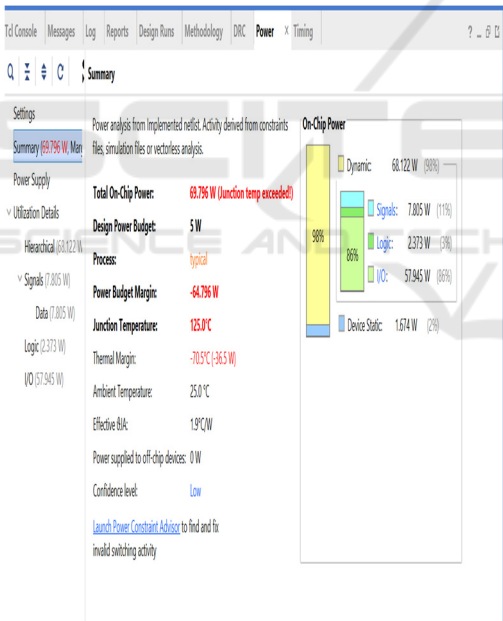 Tcl Console Messages Log Reports Design Runs Methodology DRC Power × Timing ? _
Summary
Settings
Summary (69.796 W, Marg
Power Supply
Utilization Details
Hierarchical (68.122 W
Signals (7.805 W)
Data (7.805 W)
Logic (2.373 W)
I/O (57.945 W)
Power analysis from Implemented netlist. Activity derived from constraints
files, simulation files or vectorless analysis.
Total On-Chip Power: 69.796 W (Junction temp exceeded!)
Design Power Budget: 5 W
Process: typical
Power Budget Margin: -64.796 W
Junction Temperature: 125.0°C
Thermal Margin: -70.5°C (-36.5 W)
Ambient Temperature: 25.0 °C
Effective ϑJA: 1.9°C/W
Power supplied to off-chip devices: 0 W
Confidence level: Low
Launch Power Constraint Advisor to find and fix
invalid switching activity
On-Chip Power
Dynamic: 68.122 W (98%)
98%
86%
Signals: 7.805 W (11%)
Logic: 2.373 W (3%)
I/O: 57.945 W (86%)
Device Static: 1.674 W (2%)
SCIENCE AND TECH